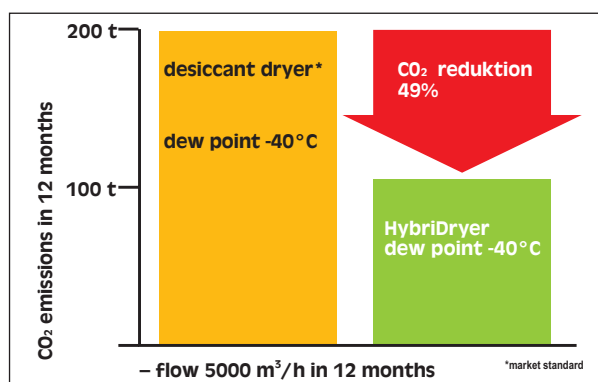 200 t
desiccant dryer*
dew point -40°C
CO₂ reduktion
49%
100 t
HybriDryer
dew point -40°C
CO₂ emissions in 12 months
– flow 5000 m³/h in 12 months
*market standard